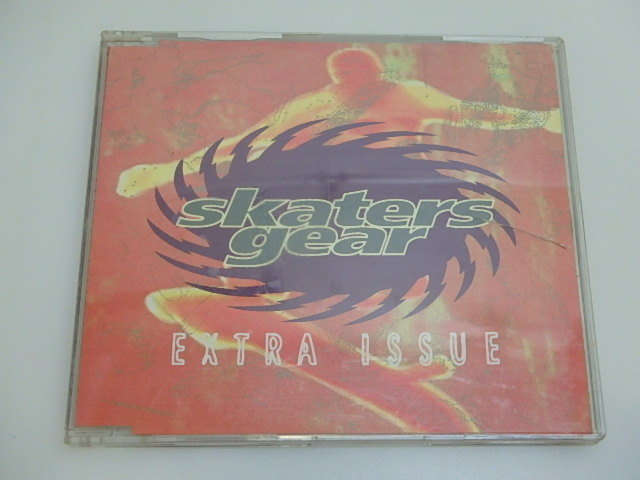 skaters
gear
EXTRA ISSUE